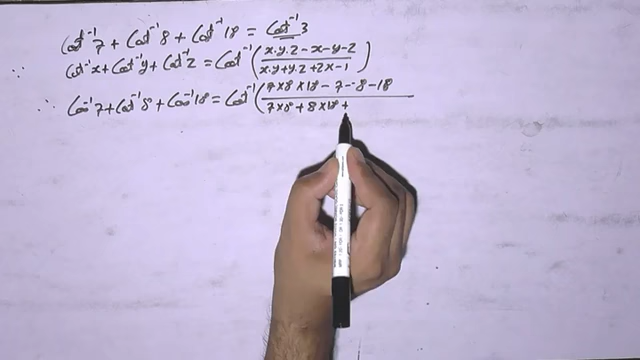 Cot⁻¹7 + Cot⁻¹8 + Cot⁻¹18 = Cot⁻¹3
∵ Cot⁻¹x + Cot⁻¹y + Cot⁻¹z = Cot⁻¹(x.y.z - x - y - z / x.y + y.z + zx - 1)
∴ Cot⁻¹7 + Cot⁻¹8 + Cot⁻¹18 = Cot⁻¹(7×8×18 - 7 - 8 - 18 / 7×8 + 8×18 +